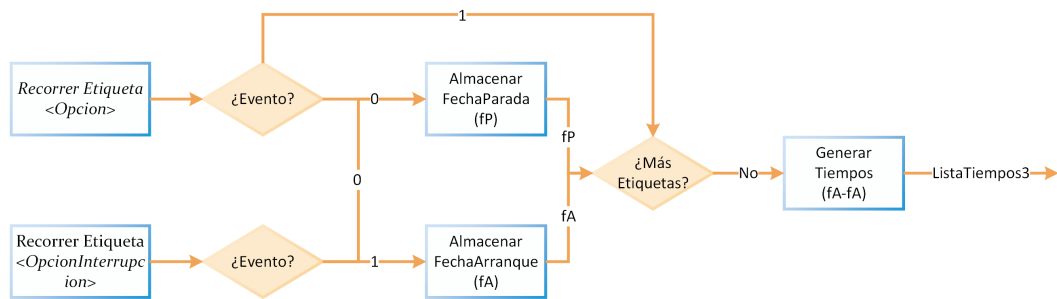 1
Recorrer Etiqueta
<Opcion>
¿Evento?
0
Almacenar
FechaParada
(fP)
fP
0
¿Más
Etiquetas?
No
Generar
Tiempos
(fA-fA)
ListaTiempos3
fA
Recorrer Etiqueta
<OpcionInterrupc
ion>
¿Evento?
1
Almacenar
FechaArranque
(fA)